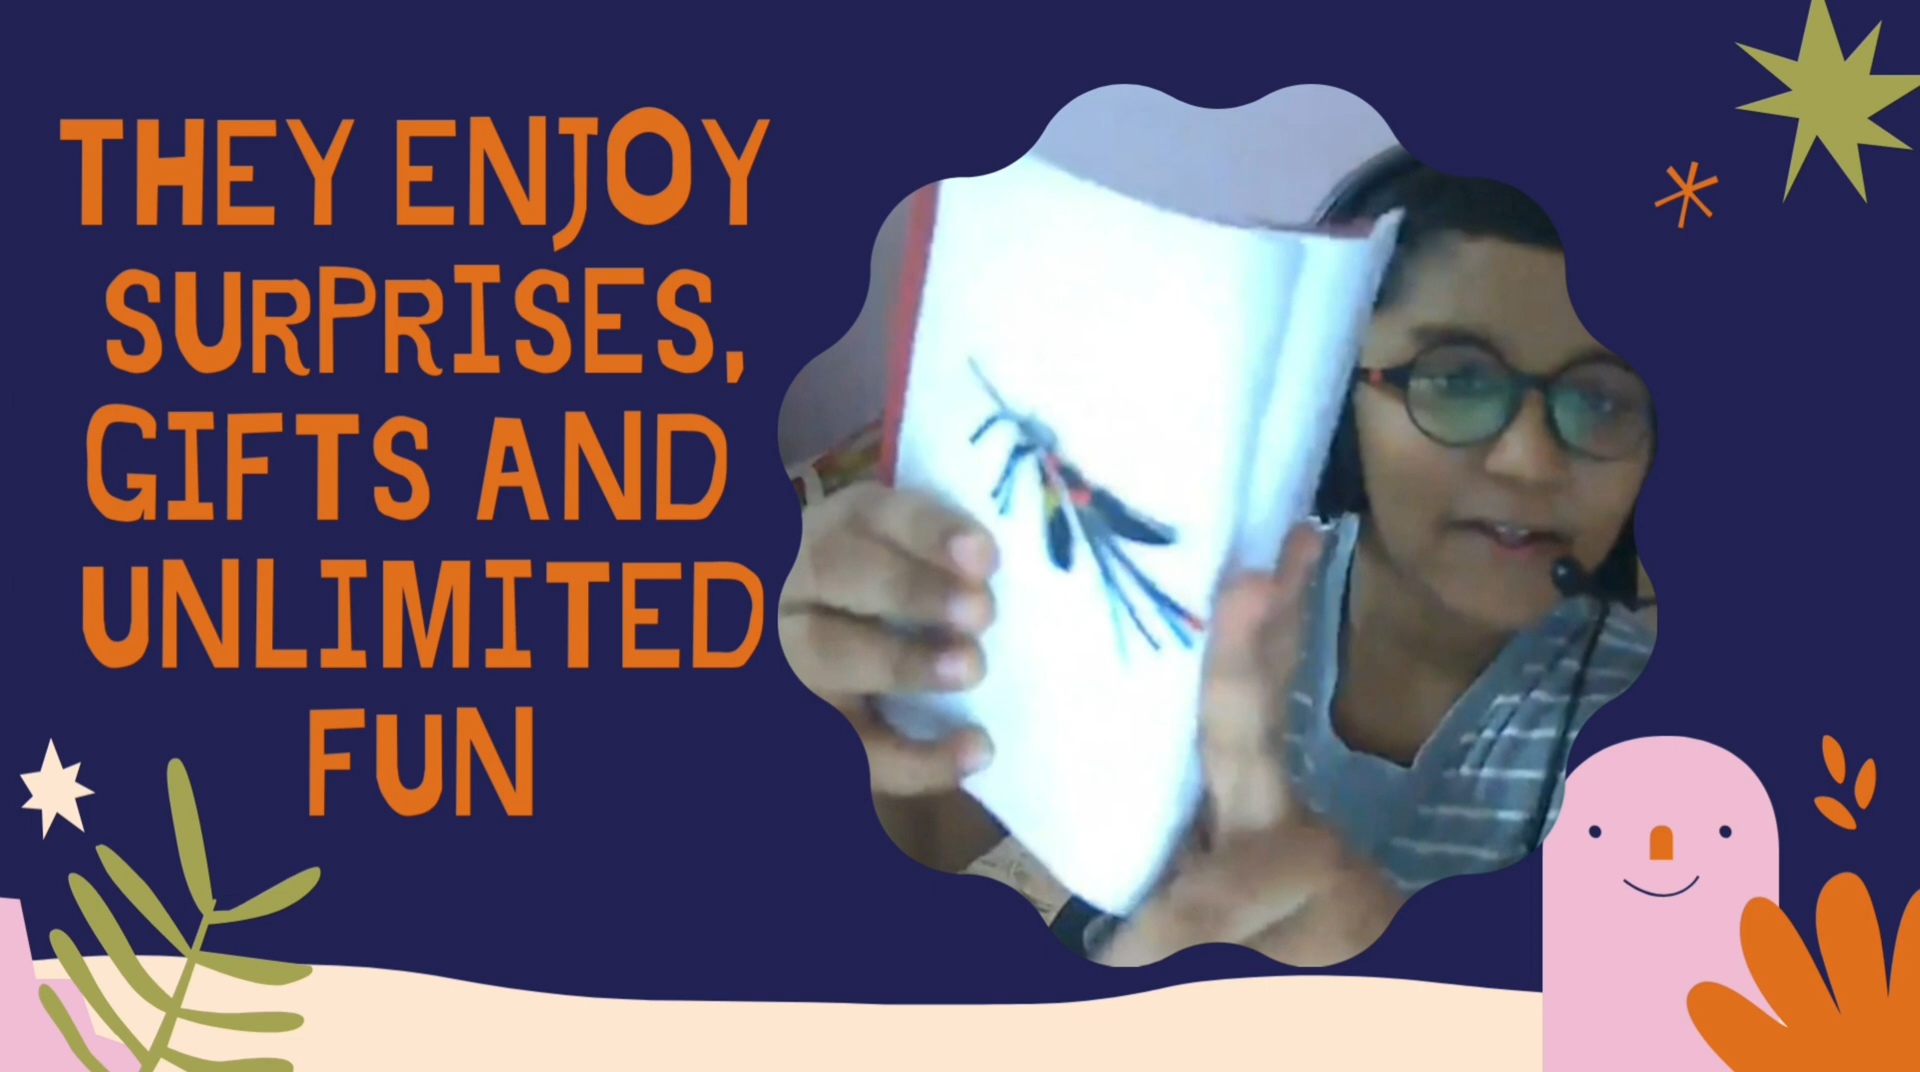 THEY ENJOY
SURPRISES,
GIFTS AND
UNLIMITED
FUN